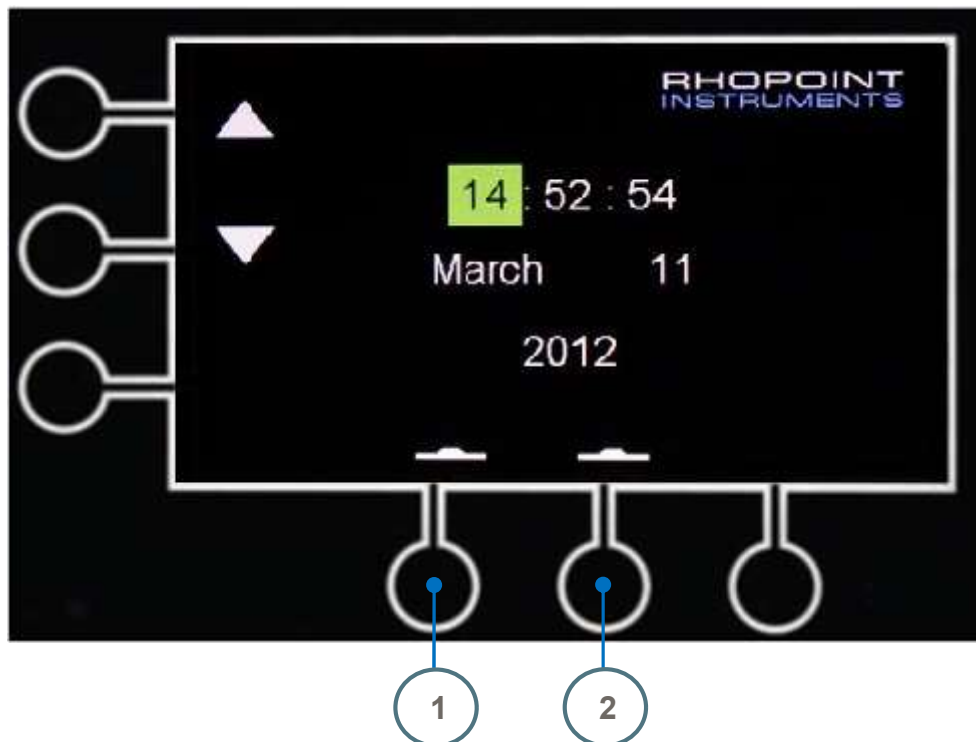 RHOPOINT
INSTRUMENTS
14 : 52 : 54
March 11
2012
1
2